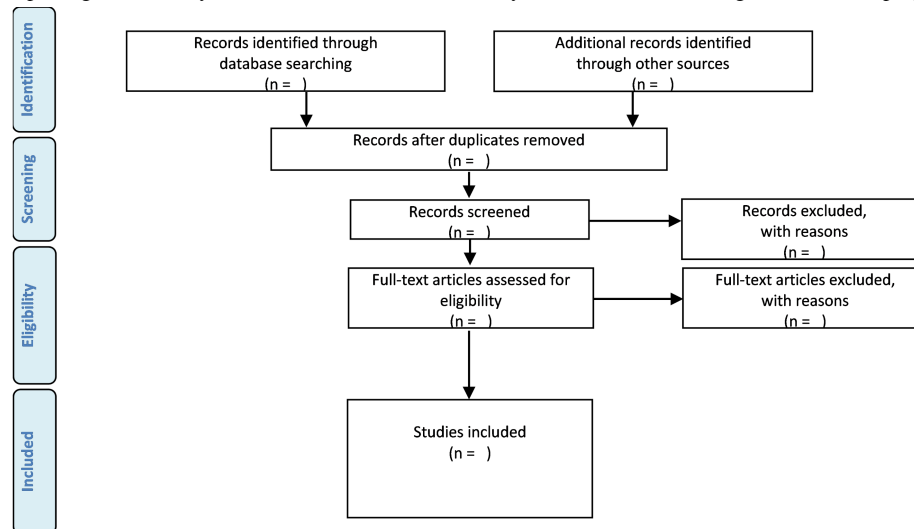 Identification
Records identified through
database searching
(n = )
Additional records identified
through other sources
(n = )
Records after duplicates removed
(n = )
Screening
Records screened
(n = )
Records excluded,
with reasons
(n = )
Eligibility
Full-text articles assessed for
eligibility
(n = )
Full-text articles excluded,
with reasons
(n = )
Included
Studies included
(n = )